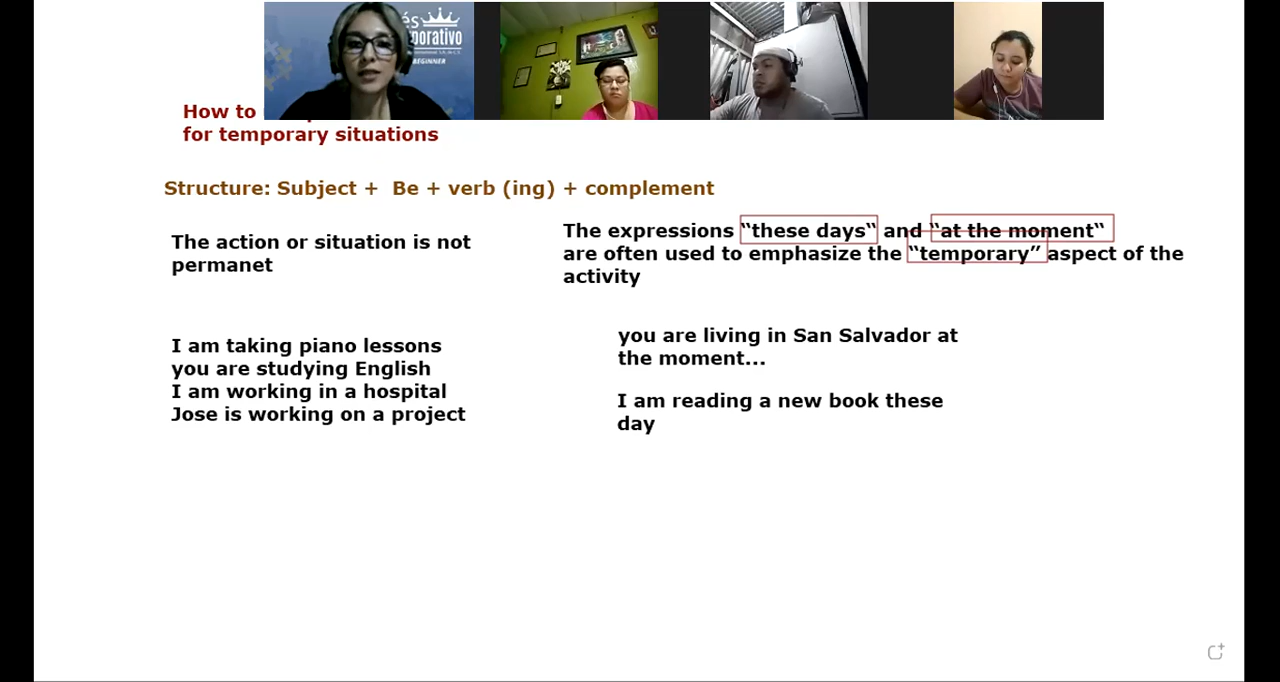 és
porativo
BEGINNER
How to
for temporary situations
Structure: Subject +  Be + verb (ing) + complement
The action or situation is not
permanet
The expressions “these days“ and “at the moment“
are often used to emphasize the “temporary” aspect of the
activity
I am taking piano lessons
you are studying English
I am working in a hospital
Jose is working on a project
you are living in San Salvador at
the moment...
I am reading a new book these
day